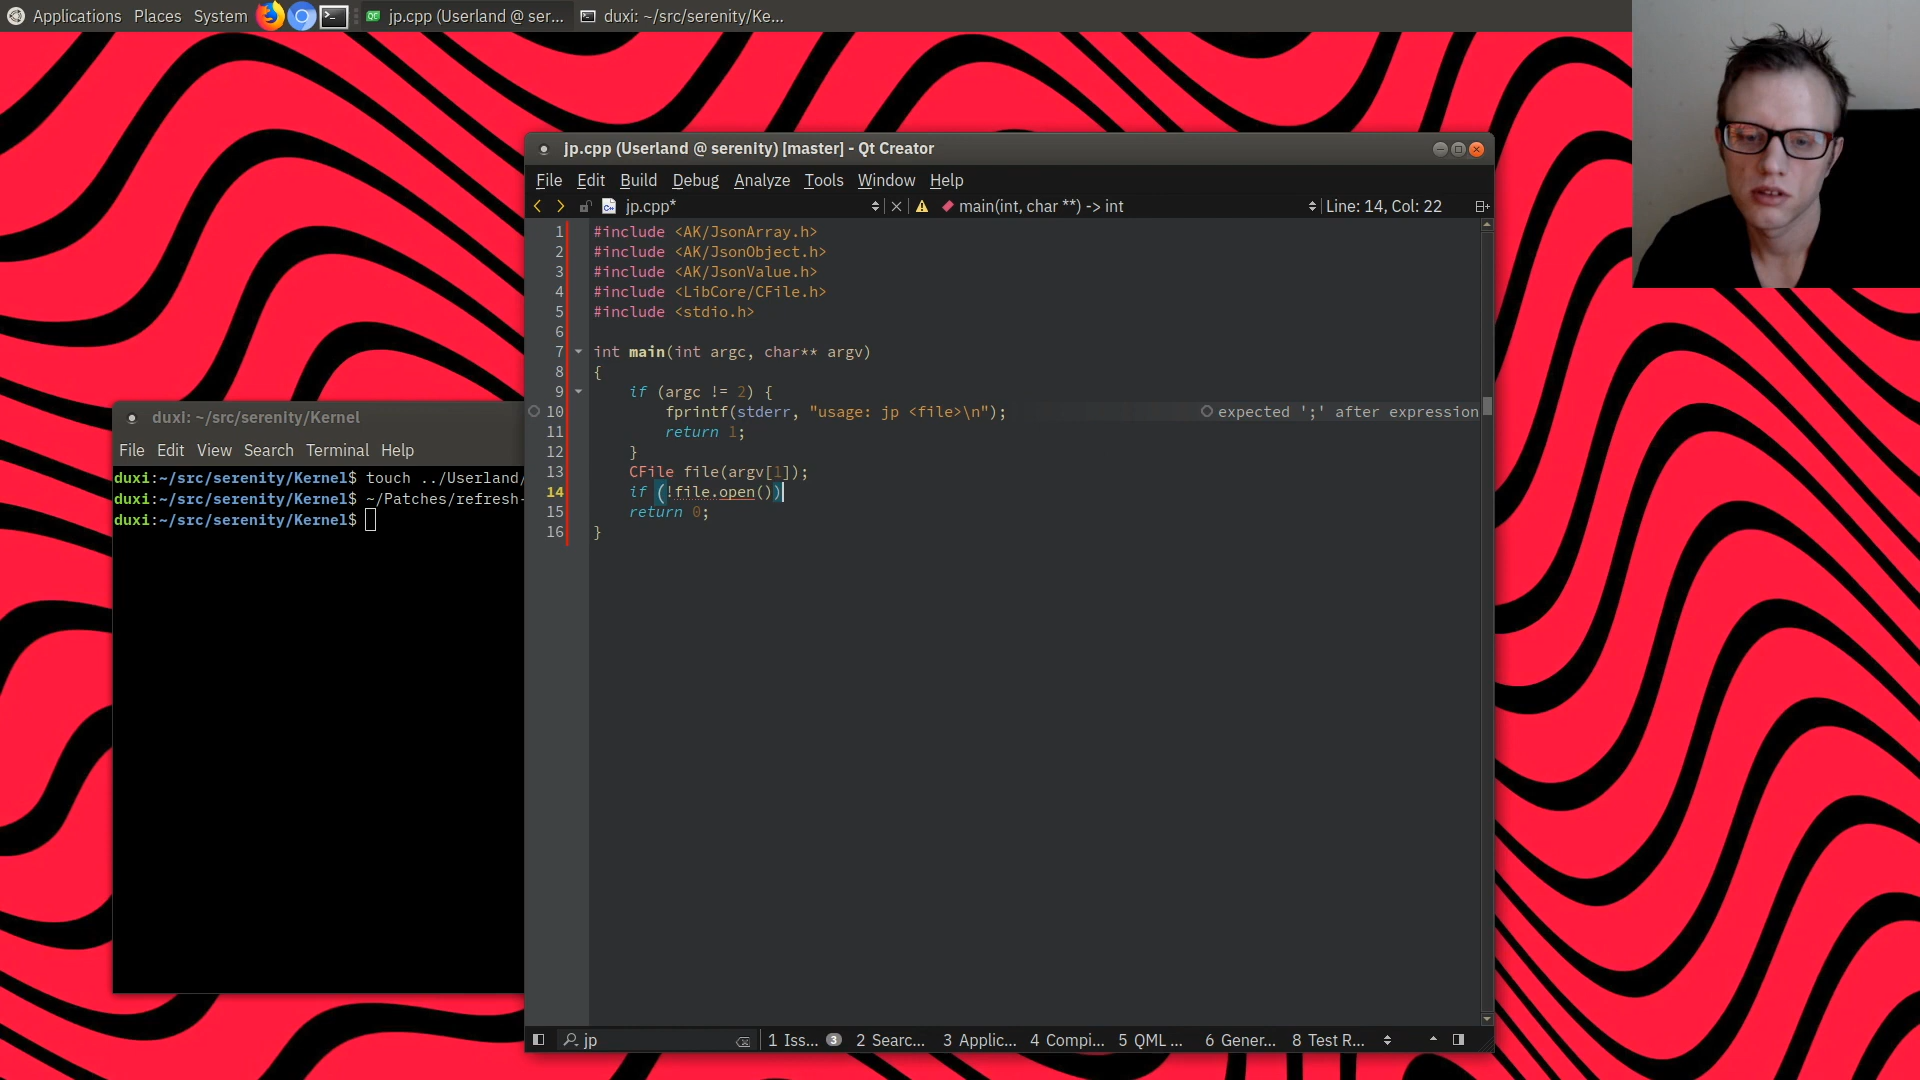 Applications Places System jp.cpp (Userland @ ser... duxi: ~/src/serenity/Ke...
jp.cpp (Userland @ serenity) [master] - Qt Creator
File Edit Build Debug Analyze Tools Window Help
jp.cpp* main(int, char **) -> int Line: 14, Col: 22
1 #include <AK/JsonArray.h>
2 #include <AK/JsonObject.h>
3 #include <AK/JsonValue.h>
4 #include <LibCore/CFile.h>
5 #include <stdio.h>
6
7 int main(int argc, char** argv)
8 {
9 if (argc != 2) {
10 fprintf(stderr, "usage: jp <file>\n"); expected ';' after expression
11 return 1;
12 }
13 CFile file(argv[1]);
14 if (!file.open())
15 return 0;
16 }
duxi: ~/src/serenity/Kernel
File Edit View Search Terminal Help
duxi:~/src/serenity/Kernel$ touch ../Userland/
duxi:~/src/serenity/Kernel$ ~/Patches/refresh-
duxi:~/src/serenity/Kernel$
jp 1 Iss... 3 2 Searc... 3 Applic... 4 Compi... 5 QML ... 6 Gener... 8 Test R...